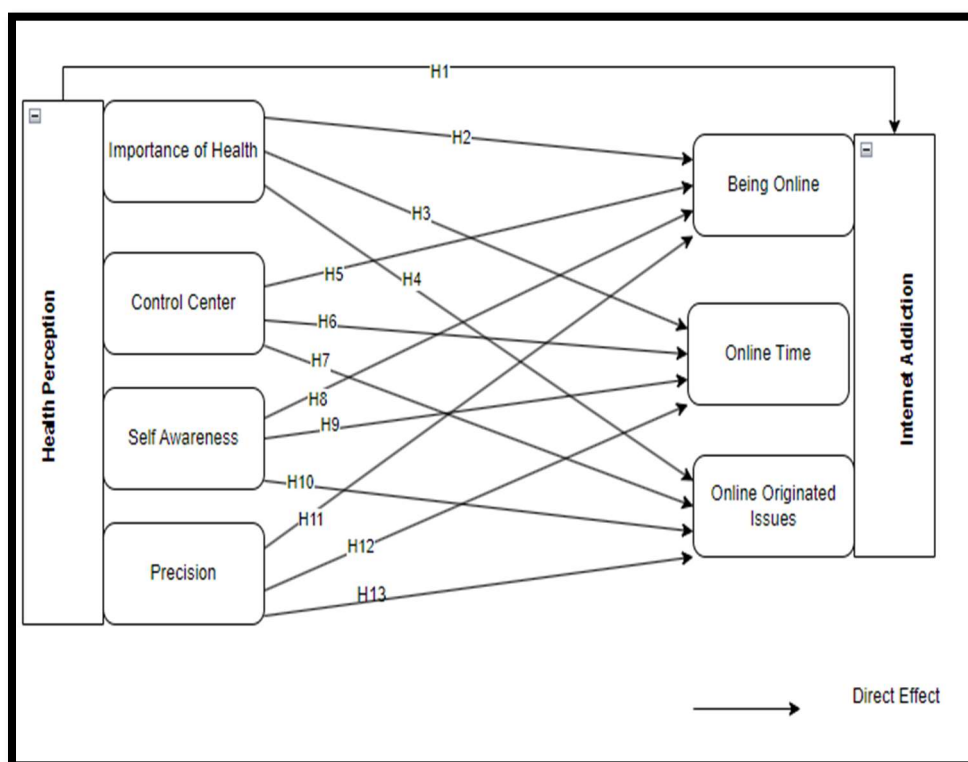 H1
Health Perception
Importance of Health
Control Center
Self Awareness
Precision
H2
H3
H4
H5
H6
H7
H8
H9
H10
H11
H12
H13
Being Online
Online Time
Online Originated
Issues
Internet Addiction
Direct Effect